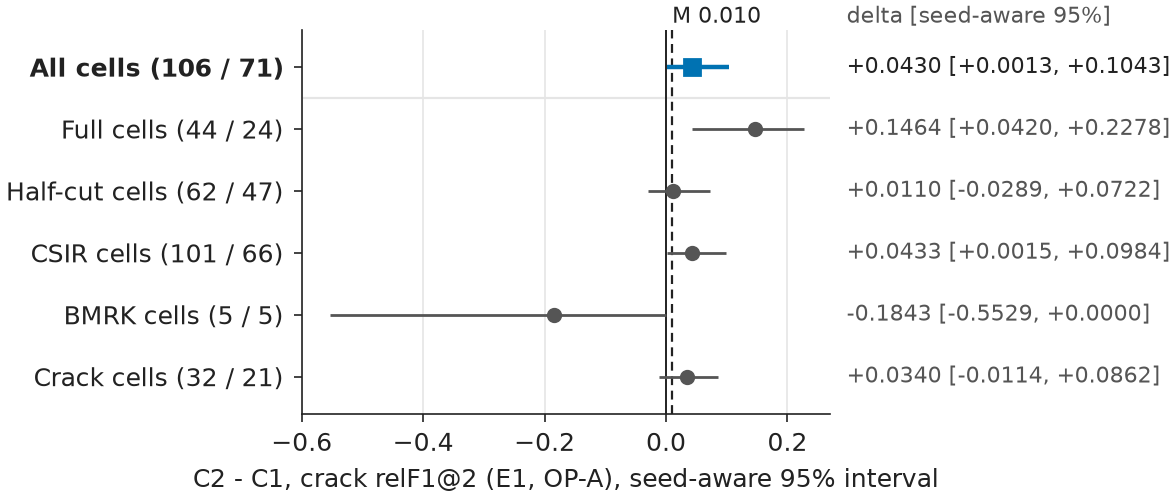 M 0.010 delta [seed-aware 95%]
All cells (106 / 71) +0.0430 [+0.0013, +0.1043]
Full cells (44 / 24) +0.1464 [+0.0420, +0.2278]
Half-cut cells (62 / 47) +0.0110 [-0.0289, +0.0722]
CSIR cells (101 / 66) +0.0433 [+0.0015, +0.0984]
BMRK cells (5 / 5) -0.1843 [-0.5529, +0.0000]
Crack cells (32 / 21) +0.0340 [-0.0114, +0.0862]
−0.6 −0.4 −0.2 0.0 0.2
C2 - C1, crack relF1@2 (E1, OP-A), seed-aware 95% interval